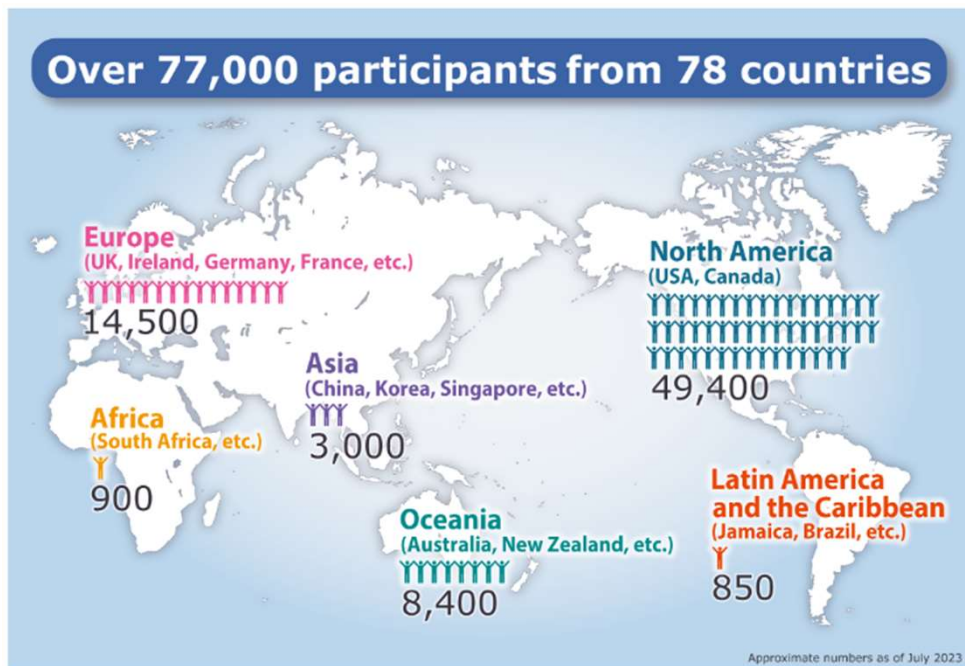 Over 77,000 participants from 78 countries
Europe
(UK, Ireland, Germany, France, etc.)
14,500
North America
(USA, Canada)
49,400
Asia
(China, Korea, Singapore, etc.)
3,000
Africa
(South Africa, etc.)
900
Latin America
and the Caribbean
(Jamaica, Brazil, etc.)
850
Oceania
(Australia, New Zealand, etc.)
8,400
Approximate numbers as of July 2023